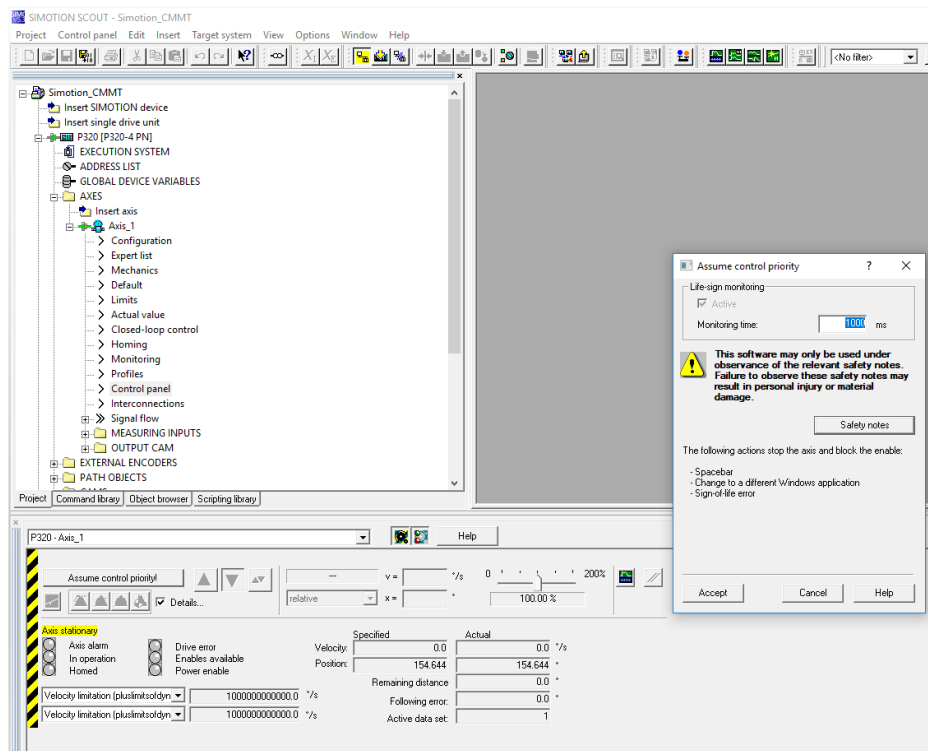 SIMOTION SCOUT - Simotion_CMMT
Project Control panel Edit Insert Target system View Options Window Help
<No filter>
Simotion_CMMT
Insert SIMOTION device
Insert single drive unit
P320 [P320-4 PN]
EXECUTION SYSTEM
ADDRESS LIST
GLOBAL DEVICE VARIABLES
AXES
Insert axis
Axis_1
Configuration
Expert list
Mechanics
Default
Limits
Actual value
Closed-loop control
Homing
Monitoring
Profiles
Control panel
Interconnections
Signal flow
MEASURING INPUTS
OUTPUT CAM
EXTERNAL ENCODERS
PATH OBJECTS
Project Command library Object browser Scripting library
Assume control priority ?
Life-sign monitoring
Active
Monitoring time: 1000 ms
This software may only be used under
observance of the relevant safety notes.
Failure to observe these safety notes may
result in personal injury or material
damage.
Safety notes
The following actions stop the axis and block the enable:
- Spacebar
- Change to a different Windows application
- Sign-of-life error
Accept Cancel Help
P320 - Axis_1 Help
Assume control priority! --- v = °/s 0 200%
Details... relative x = ° 100.00 %
Axis stationary
Axis alarm Drive error
In operation Enables available
Homed Power enable
Specified Actual
Velocity: 0.0 0.0 °/s
Position: 154.644 154.644 °
Remaining distance 0.0 °
Following error: 0.0 °
Active data set: 1
Velocity limitation (pluslimitsofdyn 1000000000000.0 °/s
Velocity limitation (pluslimitsofdyn 1000000000000.0 °/s